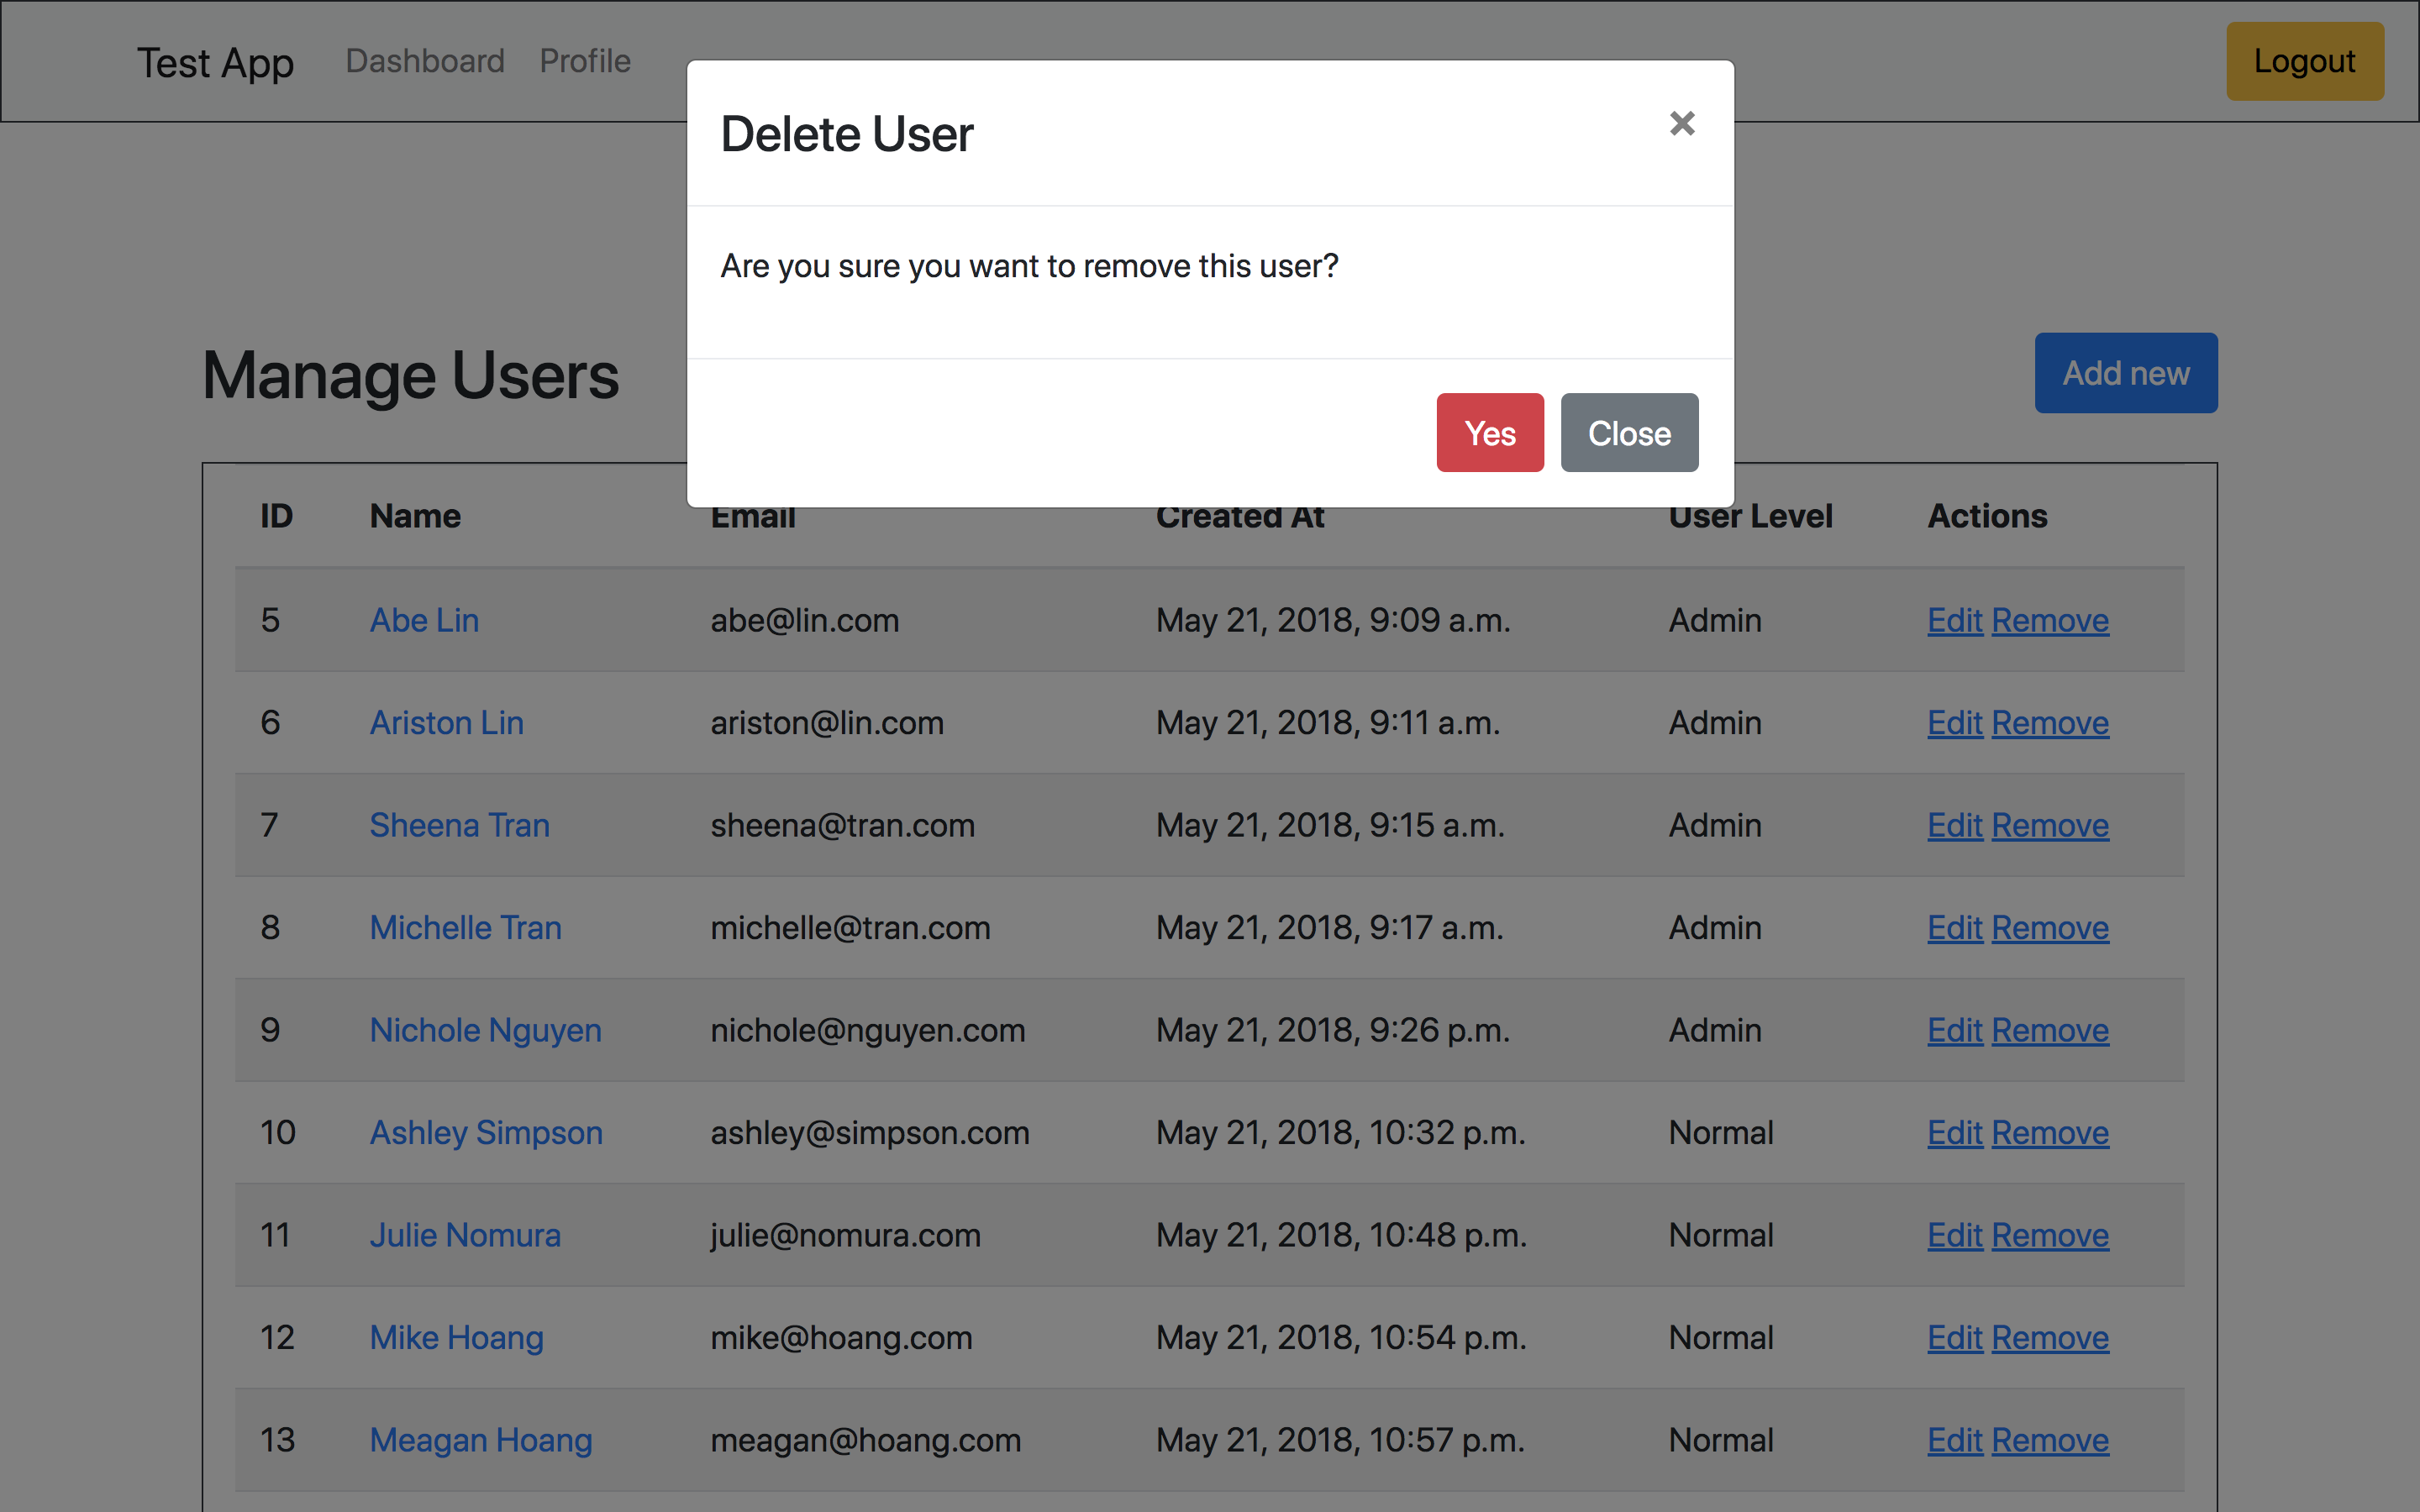 Test App Dashboard Profile Logout
Delete User ×
Are you sure you want to remove this user?
Yes Close
Manage Users Add new
ID Name Email Created At User Level Actions
5 Abe Lin abe@lin.com May 21, 2018, 9:09 a.m. Admin Edit Remove
6 Ariston Lin ariston@lin.com May 21, 2018, 9:11 a.m. Admin Edit Remove
7 Sheena Tran sheena@tran.com May 21, 2018, 9:15 a.m. Admin Edit Remove
8 Michelle Tran michelle@tran.com May 21, 2018, 9:17 a.m. Admin Edit Remove
9 Nichole Nguyen nichole@nguyen.com May 21, 2018, 9:26 p.m. Admin Edit Remove
10 Ashley Simpson ashley@simpson.com May 21, 2018, 10:32 p.m. Normal Edit Remove
11 Julie Nomura julie@nomura.com May 21, 2018, 10:48 p.m. Normal Edit Remove
12 Mike Hoang mike@hoang.com May 21, 2018, 10:54 p.m. Normal Edit Remove
13 Meagan Hoang meagan@hoang.com May 21, 2018, 10:57 p.m. Normal Edit Remove